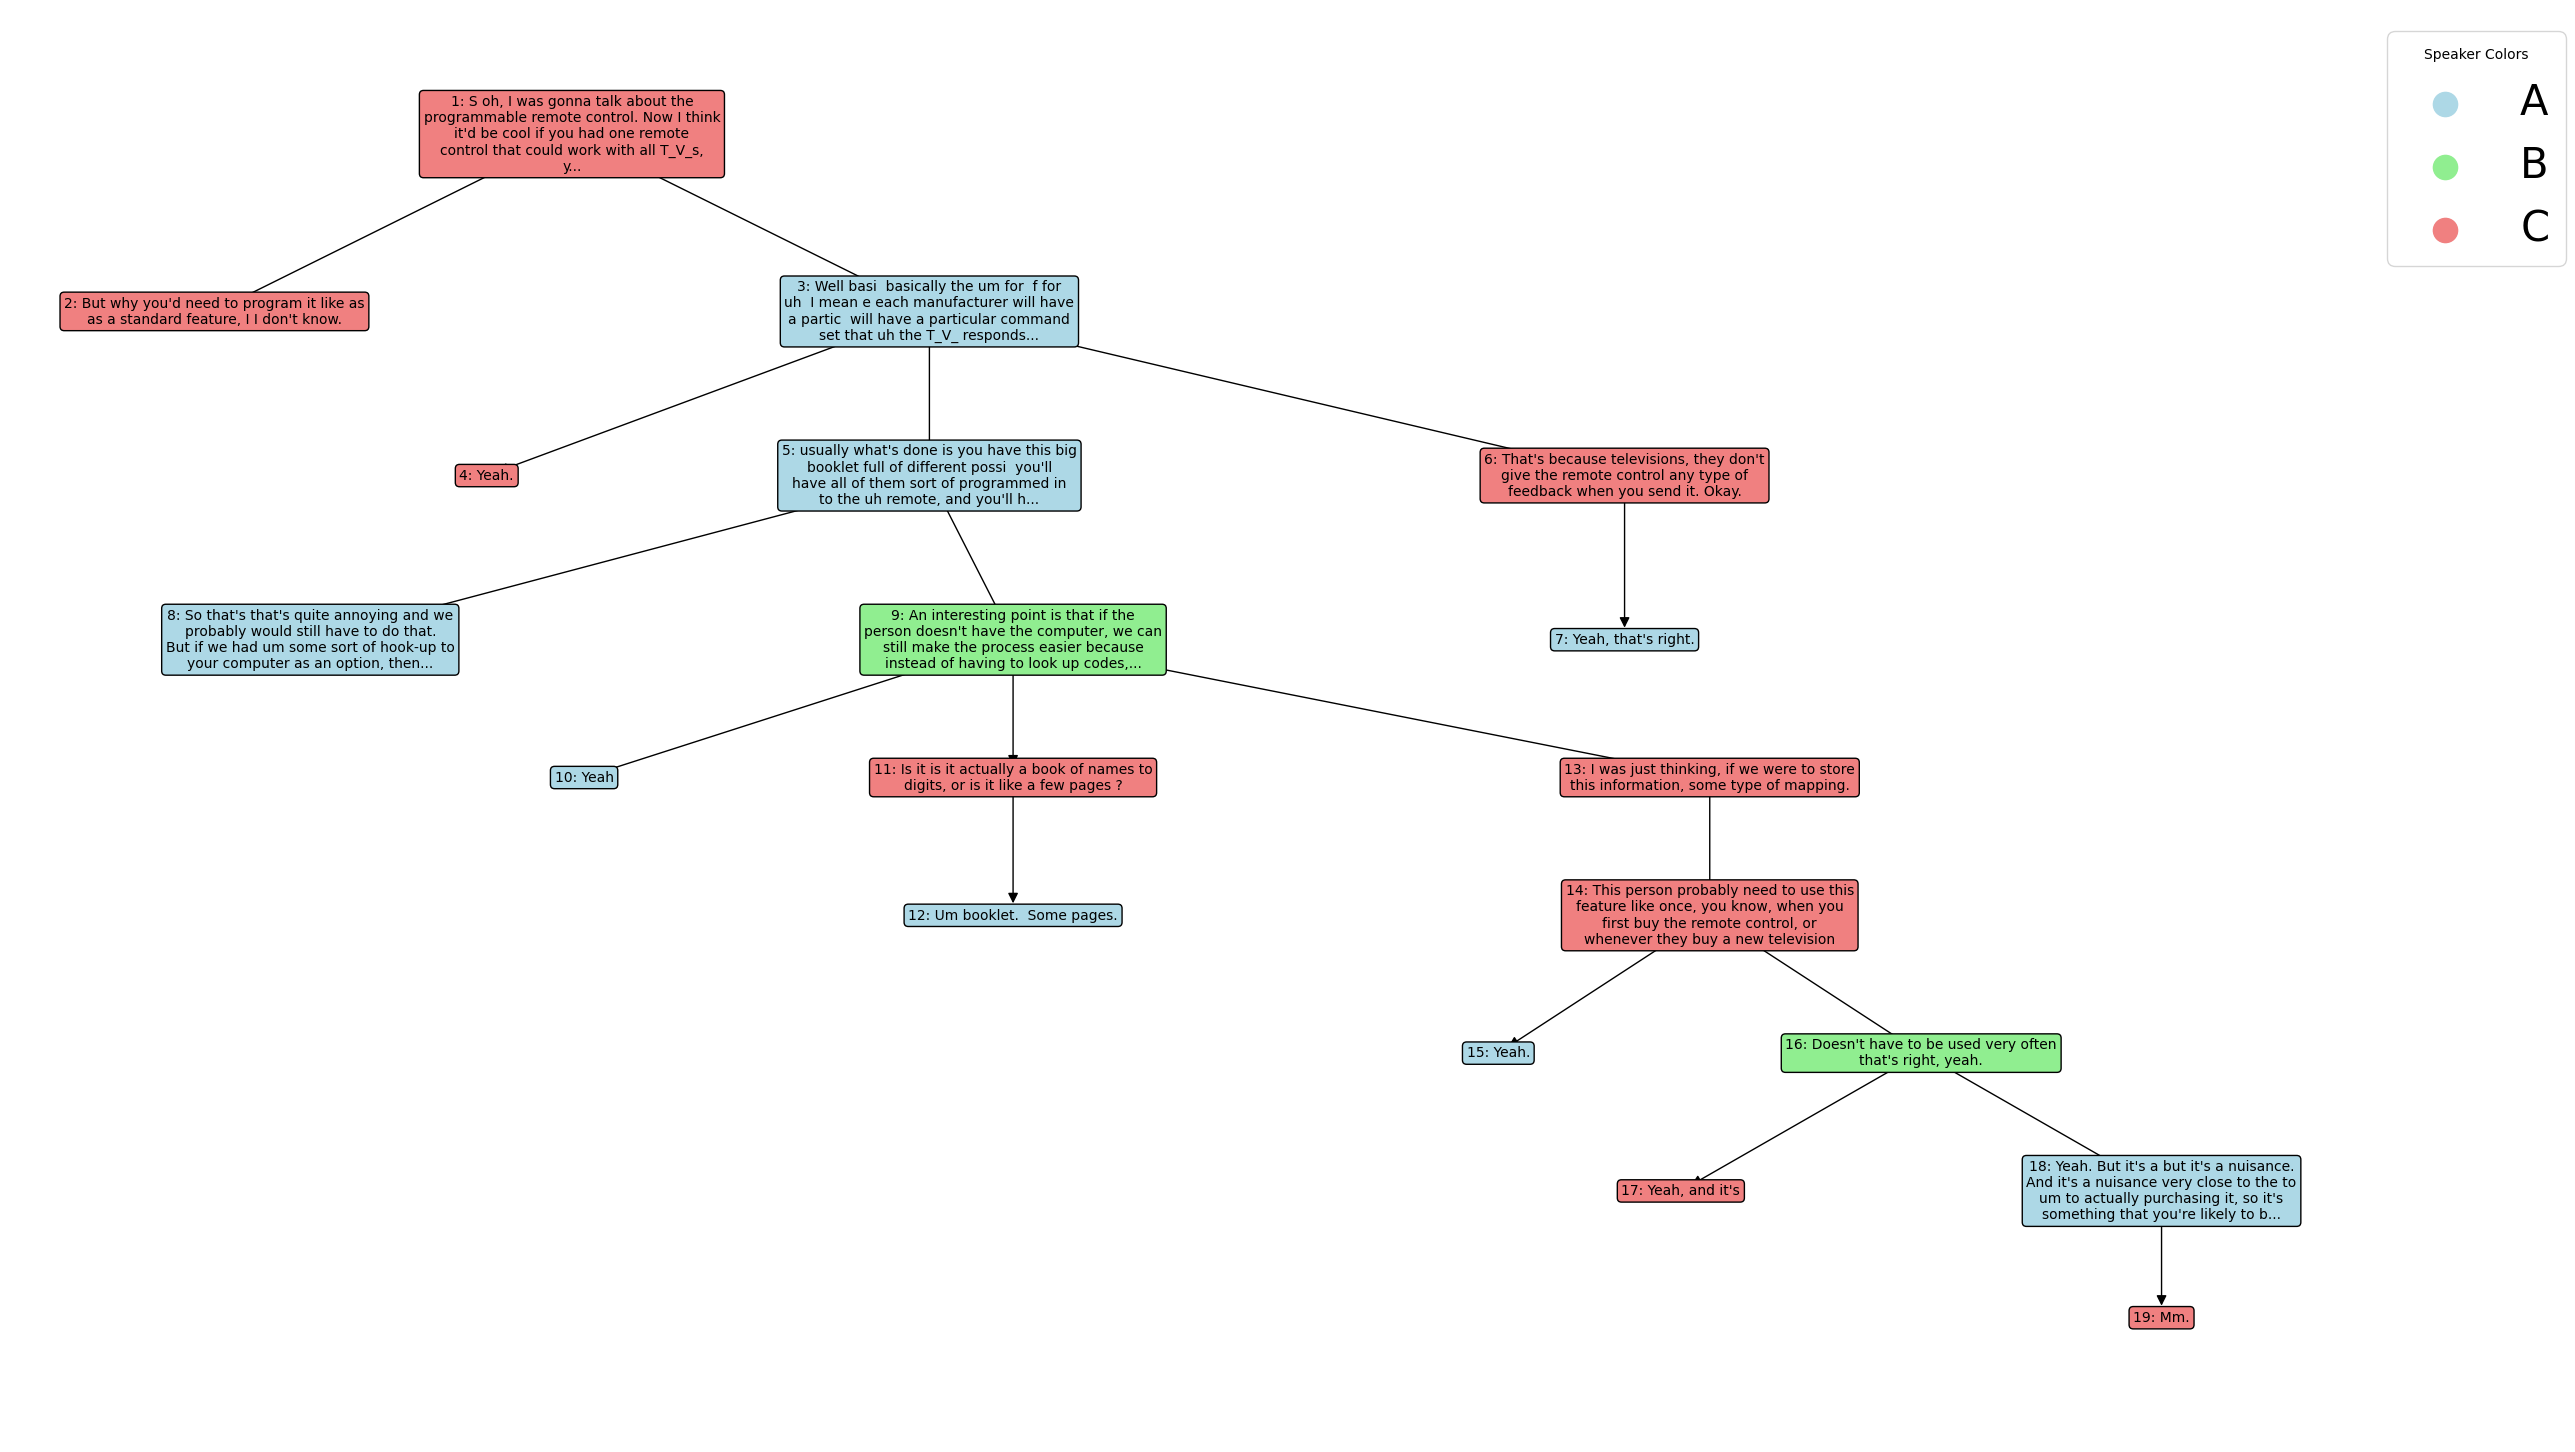 Speaker Colors
A
B
C
1: S oh, I was gonna talk about the
programmable remote control. Now I think
it'd be cool if you had one remote
control that could work with all T_V_s,
y...
2: But why you'd need to program it like as
as a standard feature, I I don't know.
3: Well basi  basically the um for  f for
uh  I mean e each manufacturer will have
a partic  will have a particular command
set that uh the T_V_ responds...
4: Yeah.
5: usually what's done is you have this big
booklet full of different possi  you'll
have all of them sort of programmed in
to the uh remote, and you'll h...
6: That's because televisions, they don't
give the remote control any type of
feedback when you send it. Okay.
8: So that's that's quite annoying and we
probably would still have to do that.
But if we had um some sort of hook-up to
your computer as an option, then...
9: An interesting point is that if the
person doesn't have the computer, we can
still make the process easier because
instead of having to look up codes,...
7: Yeah, that's right.
10: Yeah
11: Is it is it actually a book of names to
digits, or is it like a few pages ?
13: I was just thinking, if we were to store
this information, some type of mapping.
12: Um booklet.  Some pages.
14: This person probably need to use this
feature like once, you know, when you
first buy the remote control, or
whenever they buy a new television
15: Yeah.
16: Doesn't have to be used very often
that's right, yeah.
17: Yeah, and it's
18: Yeah. But it's a but it's a nuisance.
And it's a nuisance very close to the to
um to actually purchasing it, so it's
something that you're likely to b...
19: Mm.